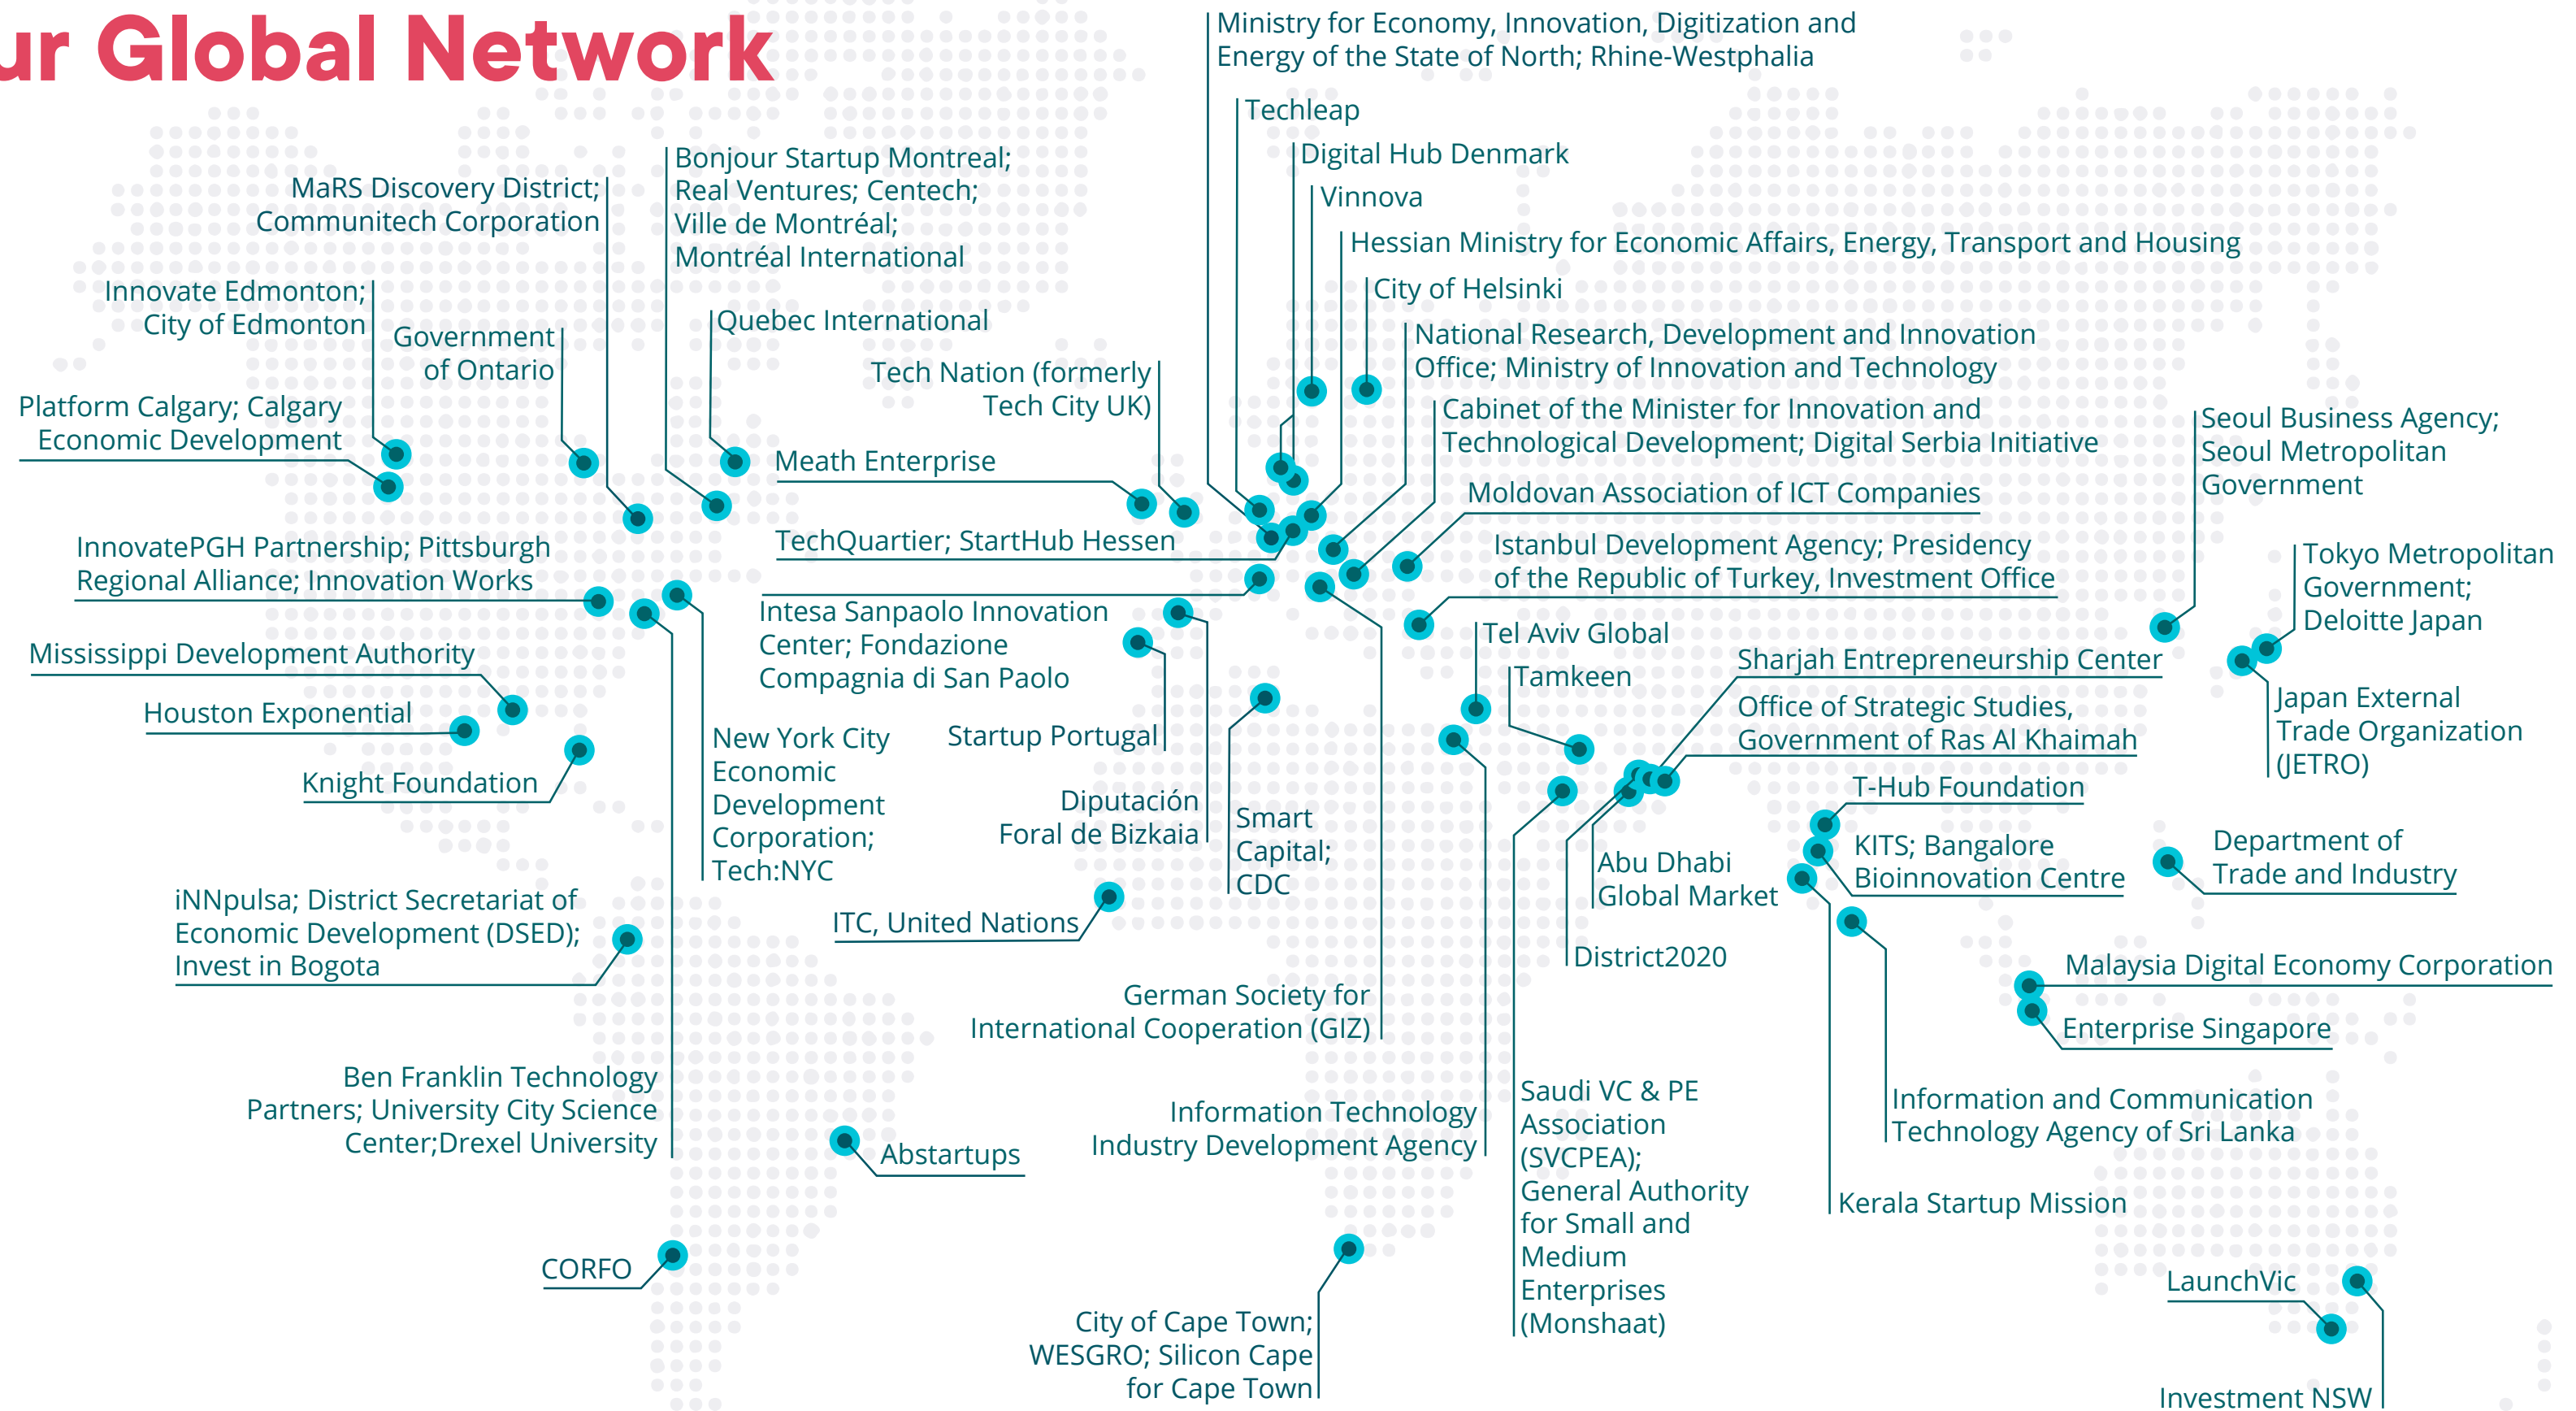 ur Global Network
Ministry for Economy, Innovation, Digitization and
Energy of the State of North; Rhine-Westphalia
Techleap
Digital Hub Denmark
Vinnova
Hessian Ministry for Economic Affairs, Energy, Transport and Housing
City of Helsinki
National Research, Development and Innovation
Office; Ministry of Innovation and Technology
Cabinet of the Minister for Innovation and
Technological Development; Digital Serbia Initiative
Moldovan Association of ICT Companies
Istanbul Development Agency; Presidency
of the Republic of Turkey, Investment Office
Bonjour Startup Montreal;
Real Ventures; Centech;
Ville de Montréal;
Montréal International
MaRS Discovery District;
Communitech Corporation
Innovate Edmonton;
City of Edmonton
Government
of Ontario
Quebec International
Tech Nation (formerly
Tech City UK)
Platform Calgary; Calgary
Economic Development
Meath Enterprise
TechQuartier; StartHub Hessen
InnovatePGH Partnership; Pittsburgh
Regional Alliance; Innovation Works
Intesa Sanpaolo Innovation
Center; Fondazione
Compagnia di San Paolo
Mississippi Development Authority
Houston Exponential
Knight Foundation
New York City
Economic
Development
Corporation;
Tech:NYC
Startup Portugal
Diputación
Foral de Bizkaia
Smart
Capital;
CDC
Seoul Business Agency;
Seoul Metropolitan
Government
Tokyo Metropolitan
Government;
Deloitte Japan
Japan External
Trade Organization
(JETRO)
Tel Aviv Global
Tamkeen
Sharjah Entrepreneurship Center
Office of Strategic Studies,
Government of Ras Al Khaimah
T-Hub Foundation
KITS; Bangalore
Bioinnovation Centre
Department of
Trade and Industry
Abu Dhabi
Global Market
District2020
iNNpulsa; District Secretariat of
Economic Development (DSED);
Invest in Bogota
ITC, United Nations
German Society for
International Cooperation (GIZ)
Malaysia Digital Economy Corporation
Enterprise Singapore
Ben Franklin Technology
Partners; University City Science
Center;Drexel University
Abstartups
Information Technology
Industry Development Agency
Saudi VC & PE
Association
(SVCPEA);
General Authority
for Small and
Medium
Enterprises
(Monshaat)
Information and Communication
Technology Agency of Sri Lanka
Kerala Startup Mission
CORFO
City of Cape Town;
WESGRO; Silicon Cape
for Cape Town
LaunchVic
Investment NSW